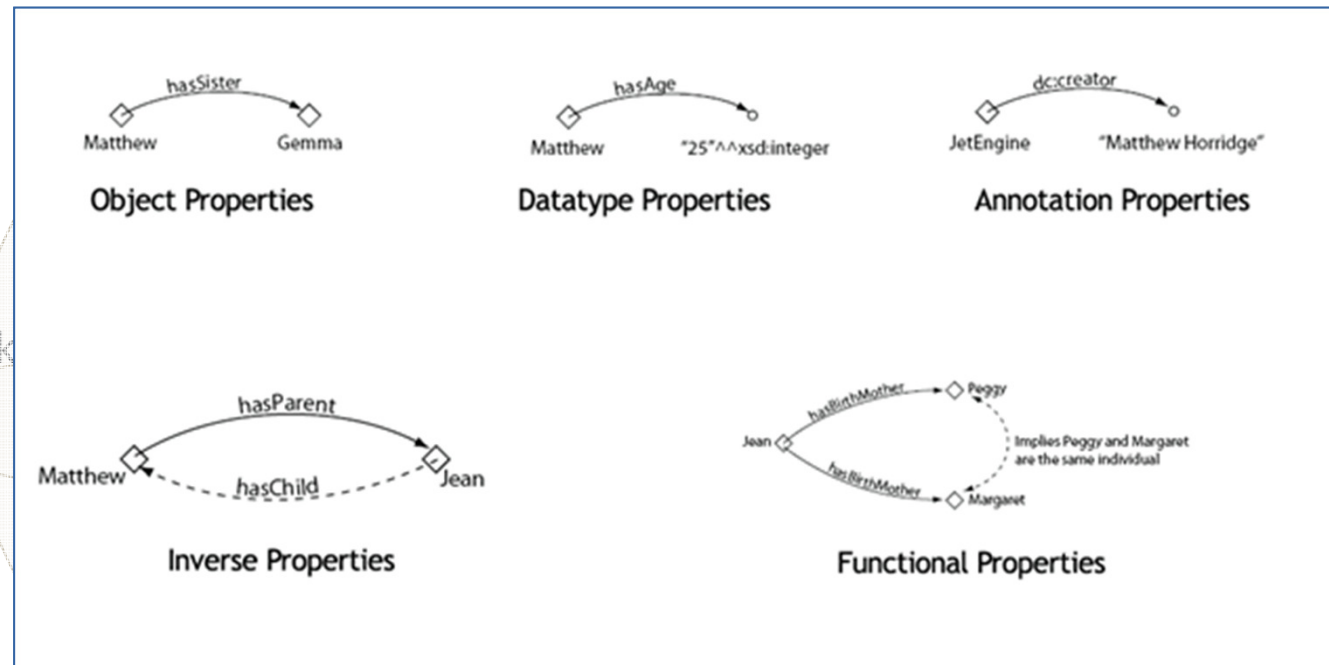 hasSister
Matthew
Gemma
Object Properties
hasAge
Matthew
"25"^^xsd:integer
Datatype Properties
dc:creator
JetEngine
"Matthew Horridge"
Annotation Properties
hasParent
Matthew
hasChild
Jean
Inverse Properties
hasBirthMother
Peggy
Jean
Implies Peggy and Margaret
are the same individual
hasBirthMother
Margaret
Functional Properties